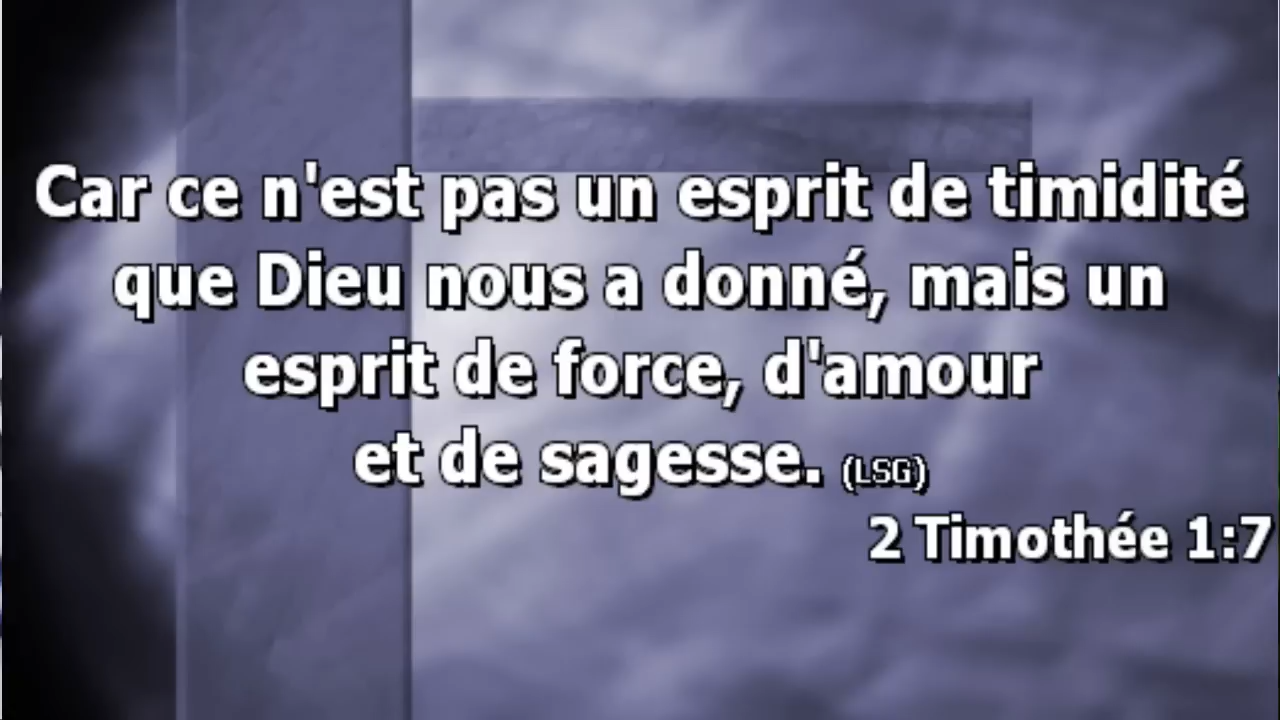 Car ce n'est pas un esprit de timidité
que Dieu nous a donné, mais un
esprit de force, d'amour
et de sagesse. (LSG)
2 Timothée 1:7